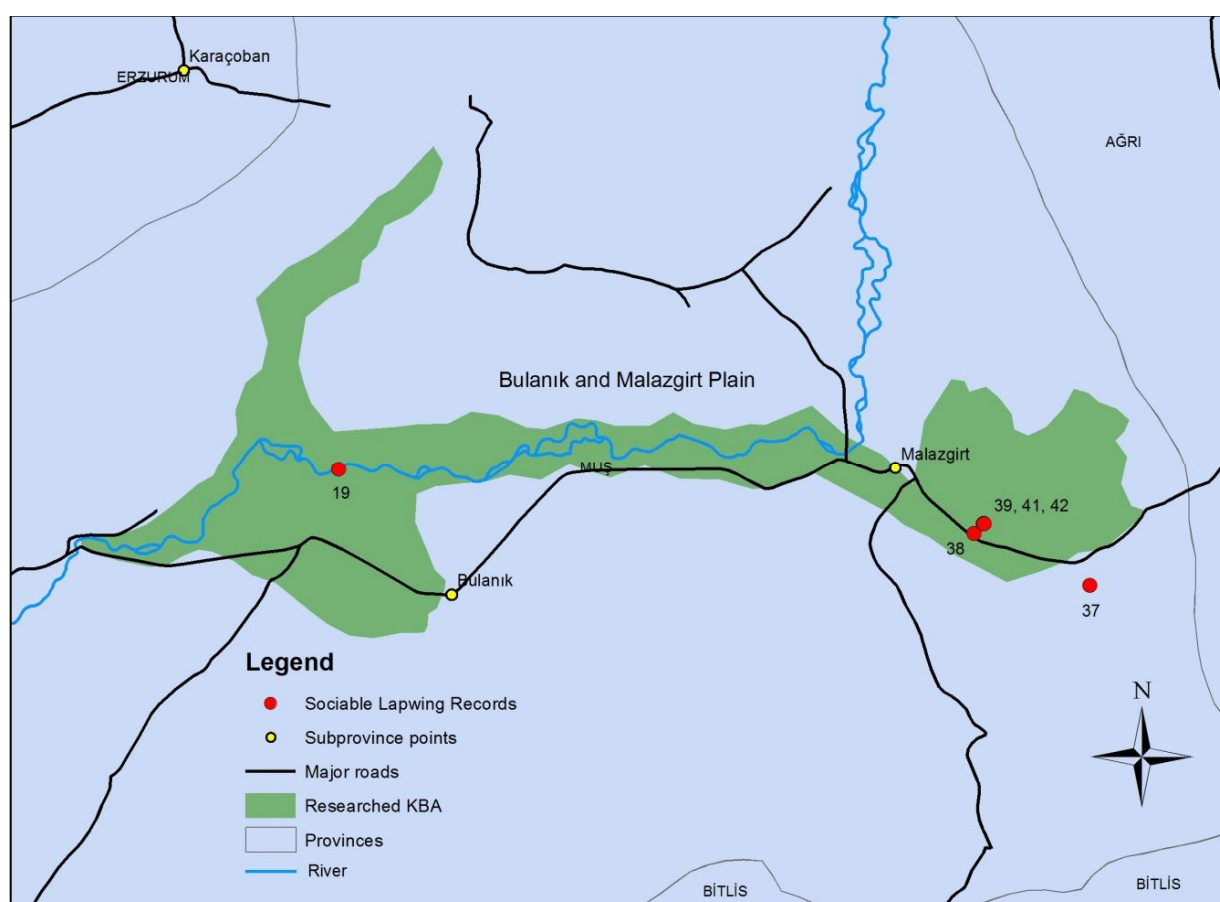 Karaçoban
ERZURUM
AĞRI
Bulanık and Malazgirt Plain
Malazgirt
MUŞ
19
39, 41, 42
38
Bulanık
37
Legend
Sociable Lapwing Records
Subprovince points
Major roads
Researched KBA
Provinces
River
N
BİTLİS
BİTLİS